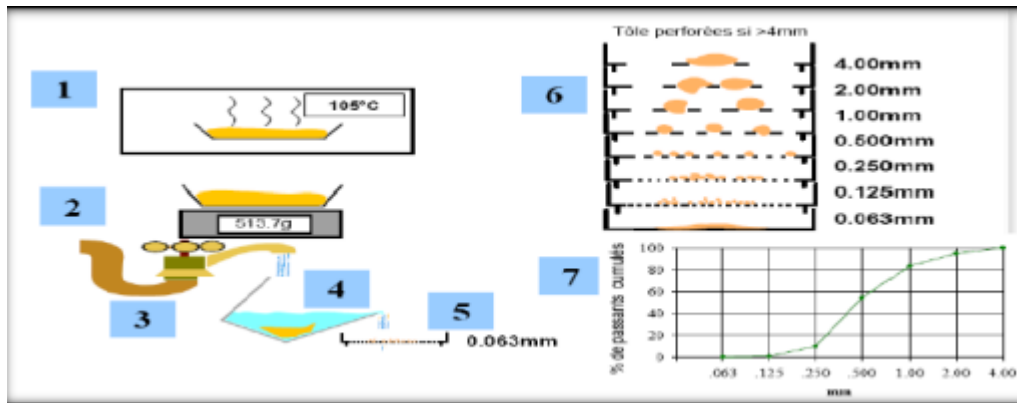 1
105°C
2
513.7g
3
4
5
0.063mm
Tôle perforées si >4mm
6
4.00mm
2.00mm
1.00mm
0.500mm
0.250mm
0.125mm
0.063mm
7
% de passants cumulés
100
80
60
40
20
0
.063 .125 .250 .500 1.00 2.00 4.00
mm